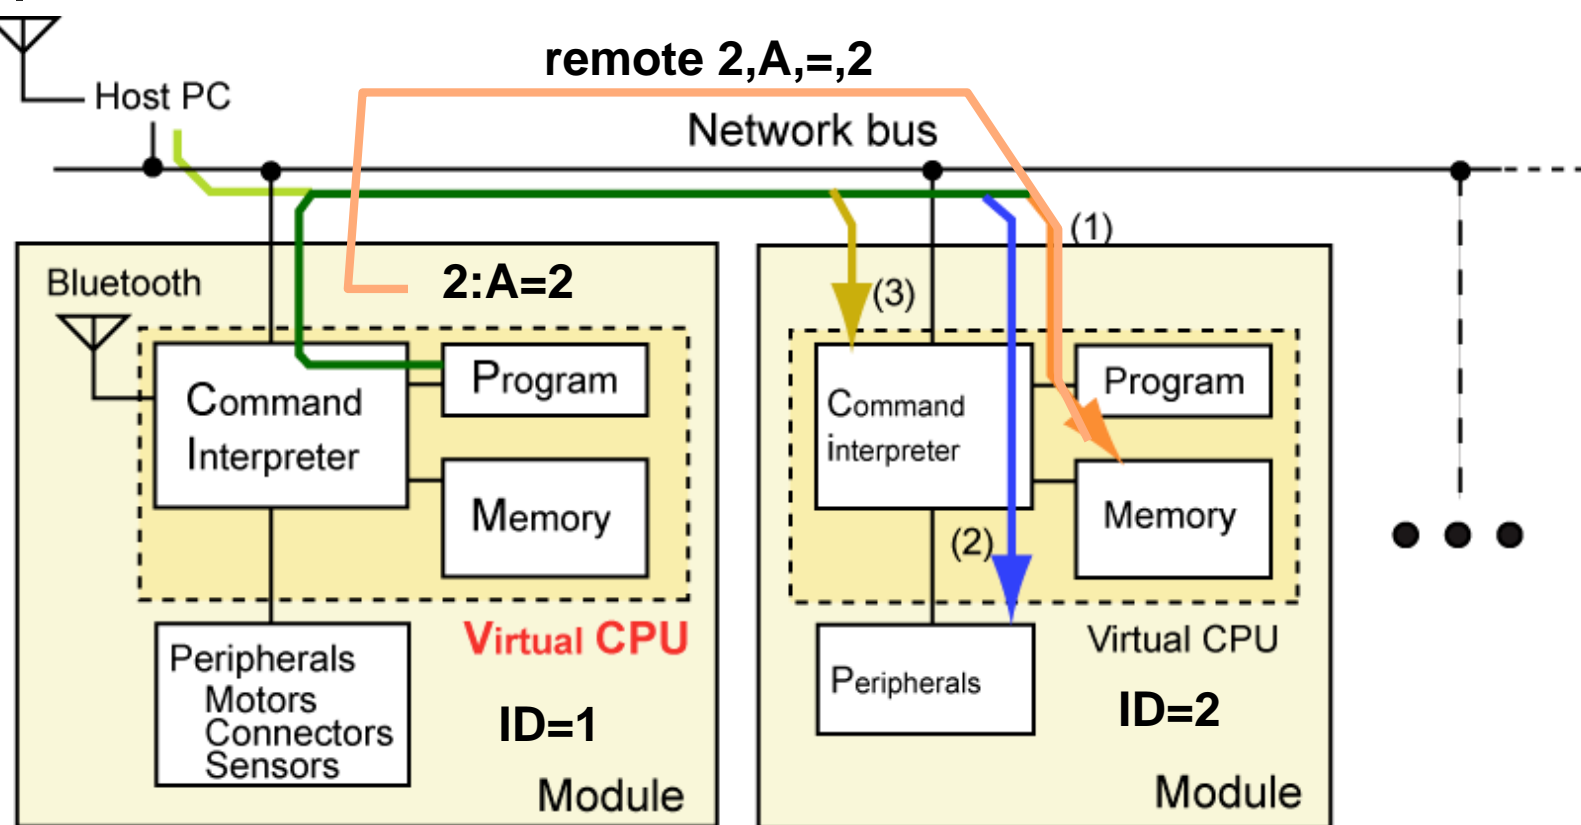 remote 2,A,=,2
Host PC
Network bus
(1)
Bluetooth
2:A=2
(3)
Command
Interpreter
Program
Memory
Command
interpreter
Program
Memory
(2)
Virtual CPU
Virtual CPU
Peripherals
Motors
Connectors
Sensors
ID=1
Module
Peripherals
ID=2
Module